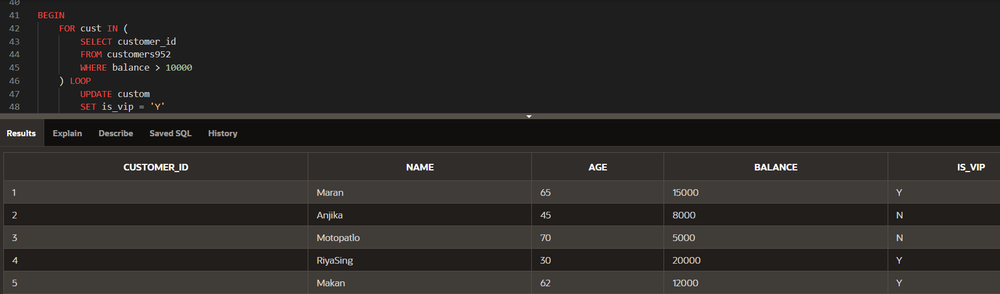 40
41 BEGIN
42 FOR cust IN (
43 SELECT customer_id
44 FROM customers952
45 WHERE balance > 10000
46 ) LOOP
47 UPDATE custom
48 SET is_vip = 'Y'
Results Explain Describe Saved SQL History
CUSTOMER_ID NAME AGE BALANCE IS_VIP
1 Maran 65 15000 Y
2 Anjika 45 8000 N
3 Motopatlo 70 5000 N
4 RiyaSing 30 20000 Y
5 Makan 62 12000 Y